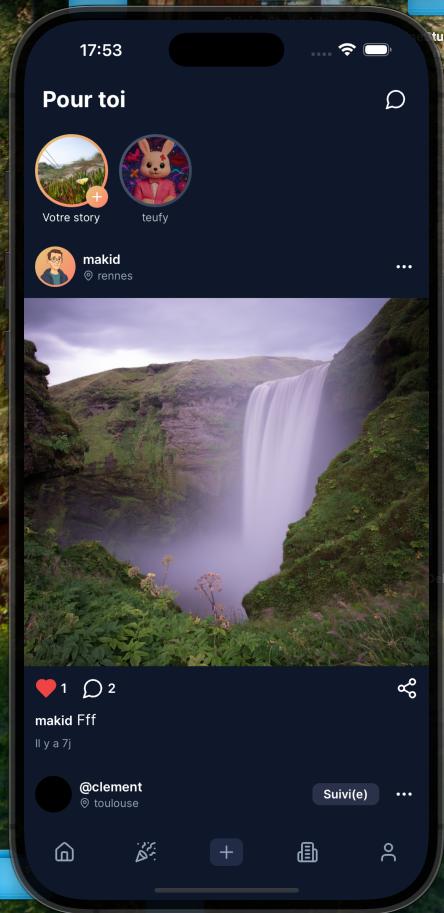 17:53
Pour toi
Votre story
teufy
makid
rennes
1
2
makid Fff
Il y a 7j
@clement
toulouse
Suivi(e)